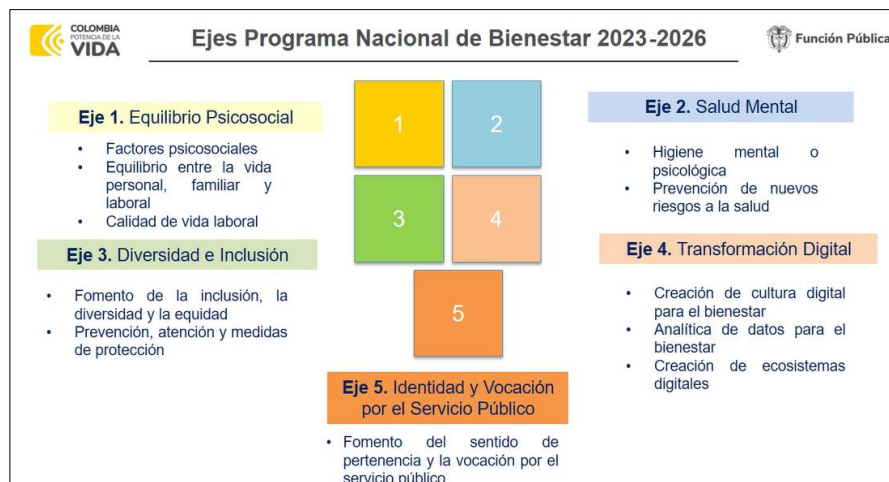 COLOMBIA
POTENCIA DE LA
VIDA
Ejes Programa Nacional de Bienestar 2023-2026
Función Pública
Eje 1. Equilibrio Psicosocial
• Factores psicosociales
• Equilibrio entre la vida
personal, familiar y
laboral
• Calidad de vida laboral
1
2
3
4
5
Eje 2. Salud Mental
• Higiene mental o
psicológica
• Prevención de nuevos
riesgos a la salud
Eje 3. Diversidad e Inclusión
• Fomento de la inclusión, la
diversidad y la equidad
• Prevención, atención y medidas
de protección
Eje 4. Transformación Digital
• Creación de cultura digital
para el bienestar
• Analítica de datos para el
bienestar
• Creación de ecosistemas
digitales
Eje 5. Identidad y Vocación
por el Servicio Público
• Fomento del sentido de
pertenencia y la vocación por el
servicio público